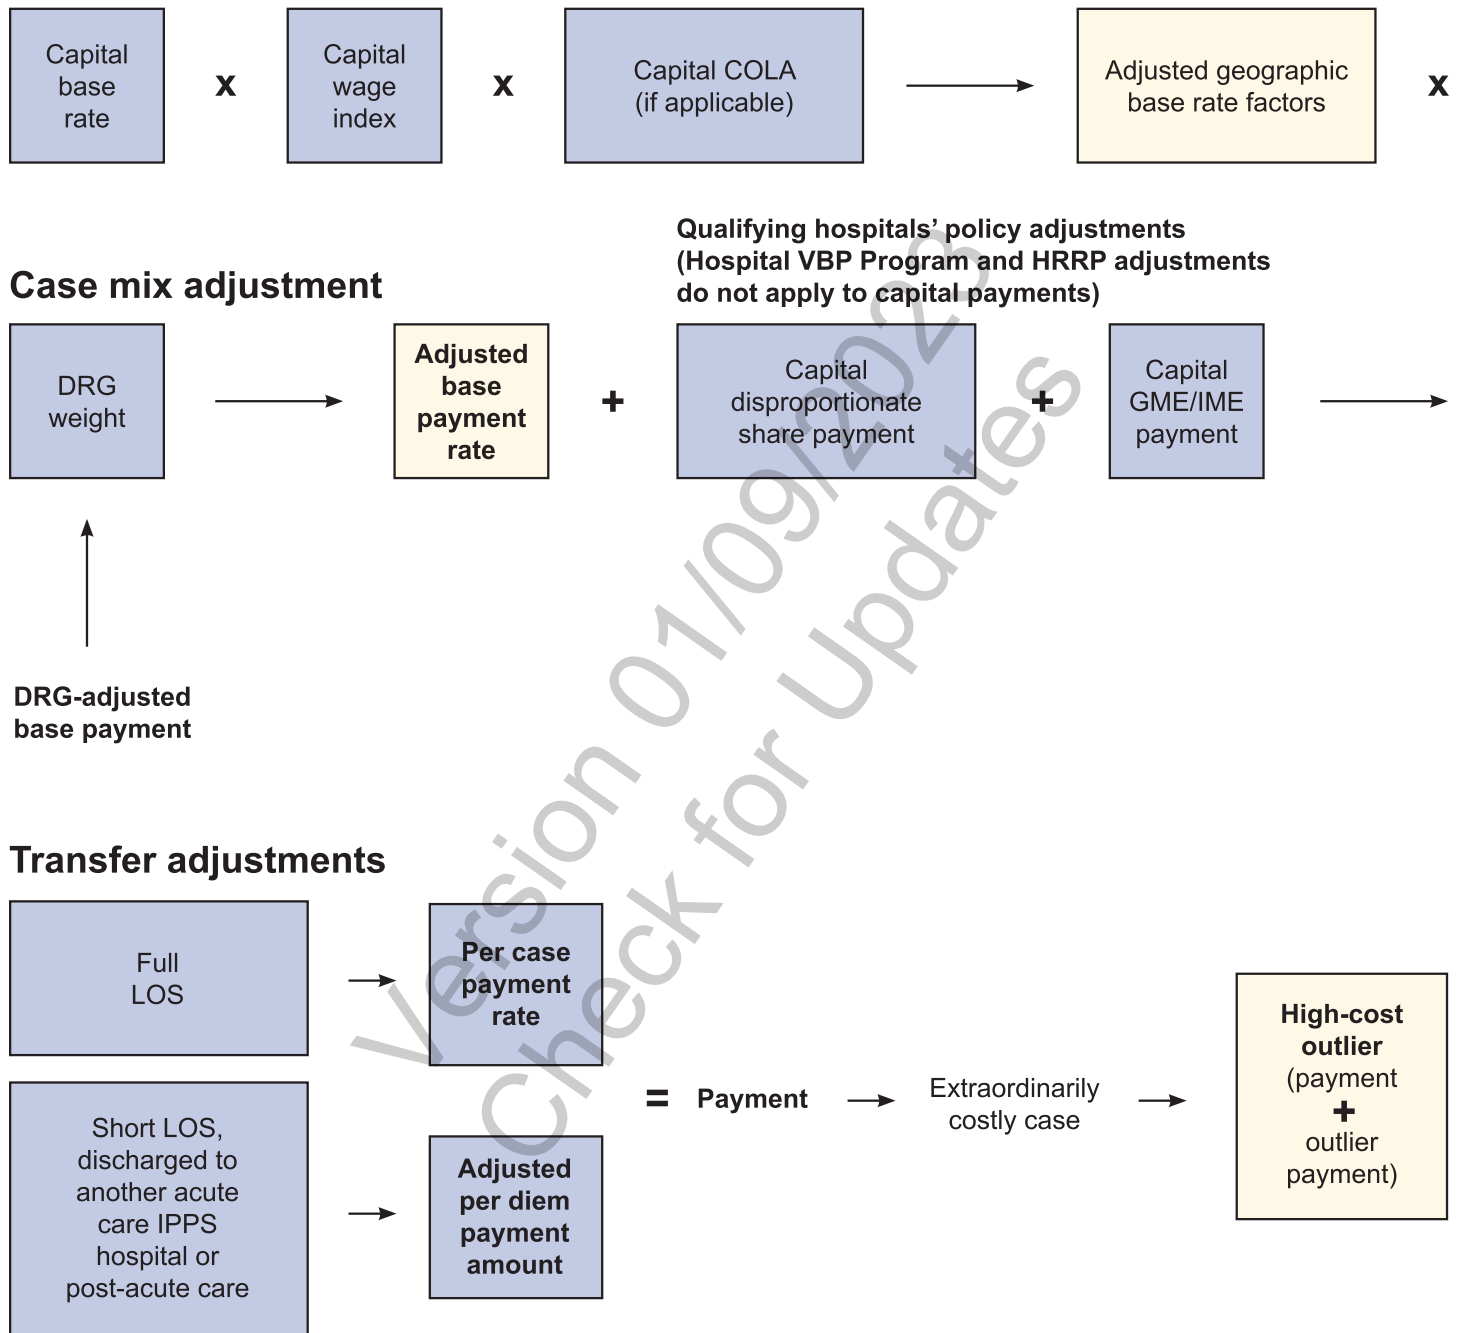 Capital
base
rate
x
Capital
wage
index
x
Capital COLA
(if applicable)
Adjusted geographic
base rate factors
x
Qualifying hospitals’ policy adjustments
(Hospital VBP Program and HRRP adjustments
do not apply to capital payments)
Case mix adjustment
DRG
weight
Adjusted
base
payment
rate
+
Capital
disproportionate
share payment
+
Capital
GME/IME
payment
DRG-adjusted
base payment
Transfer adjustments
Full
LOS
Per case
payment
rate
Short LOS,
discharged to
another acute
care IPPS
hospital or
post-acute care
Adjusted
per diem
payment
amount
= Payment
Extraordinarily
costly case
High-cost
outlier
(payment
+
outlier
payment)
Version 01/09/2023
Check for Updates